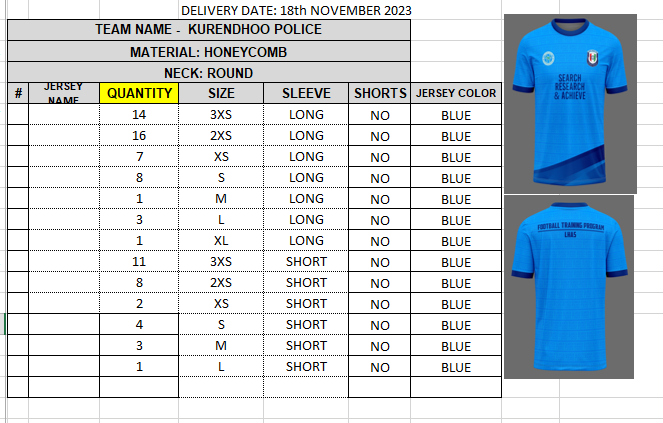 DELIVERY DATE: 18th NOVEMBER 2023
TEAM NAME - KURENDHOO POLICE
MATERIAL: HONEYCOMB
NECK: ROUND
# JERSEY NAME QUANTITY SIZE SLEEVE SHORTS JERSEY COLOR
14 3XS LONG NO BLUE
16 2XS LONG NO BLUE
7 XS LONG NO BLUE
8 S LONG NO BLUE
1 M LONG NO BLUE
3 L LONG NO BLUE
1 XL LONG NO BLUE
11 3XS SHORT NO BLUE
8 2XS SHORT NO BLUE
2 XS SHORT NO BLUE
4 S SHORT NO BLUE
3 M SHORT NO BLUE
1 L SHORT NO BLUE
SEARCH
RESEARCH
& ACHIEVE
FOOTBALL TRAINING PROGRAM